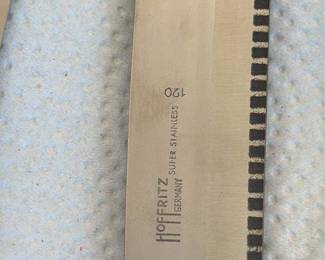 HOFFRITZ
GERMANY
SUPER STAINLESS
120